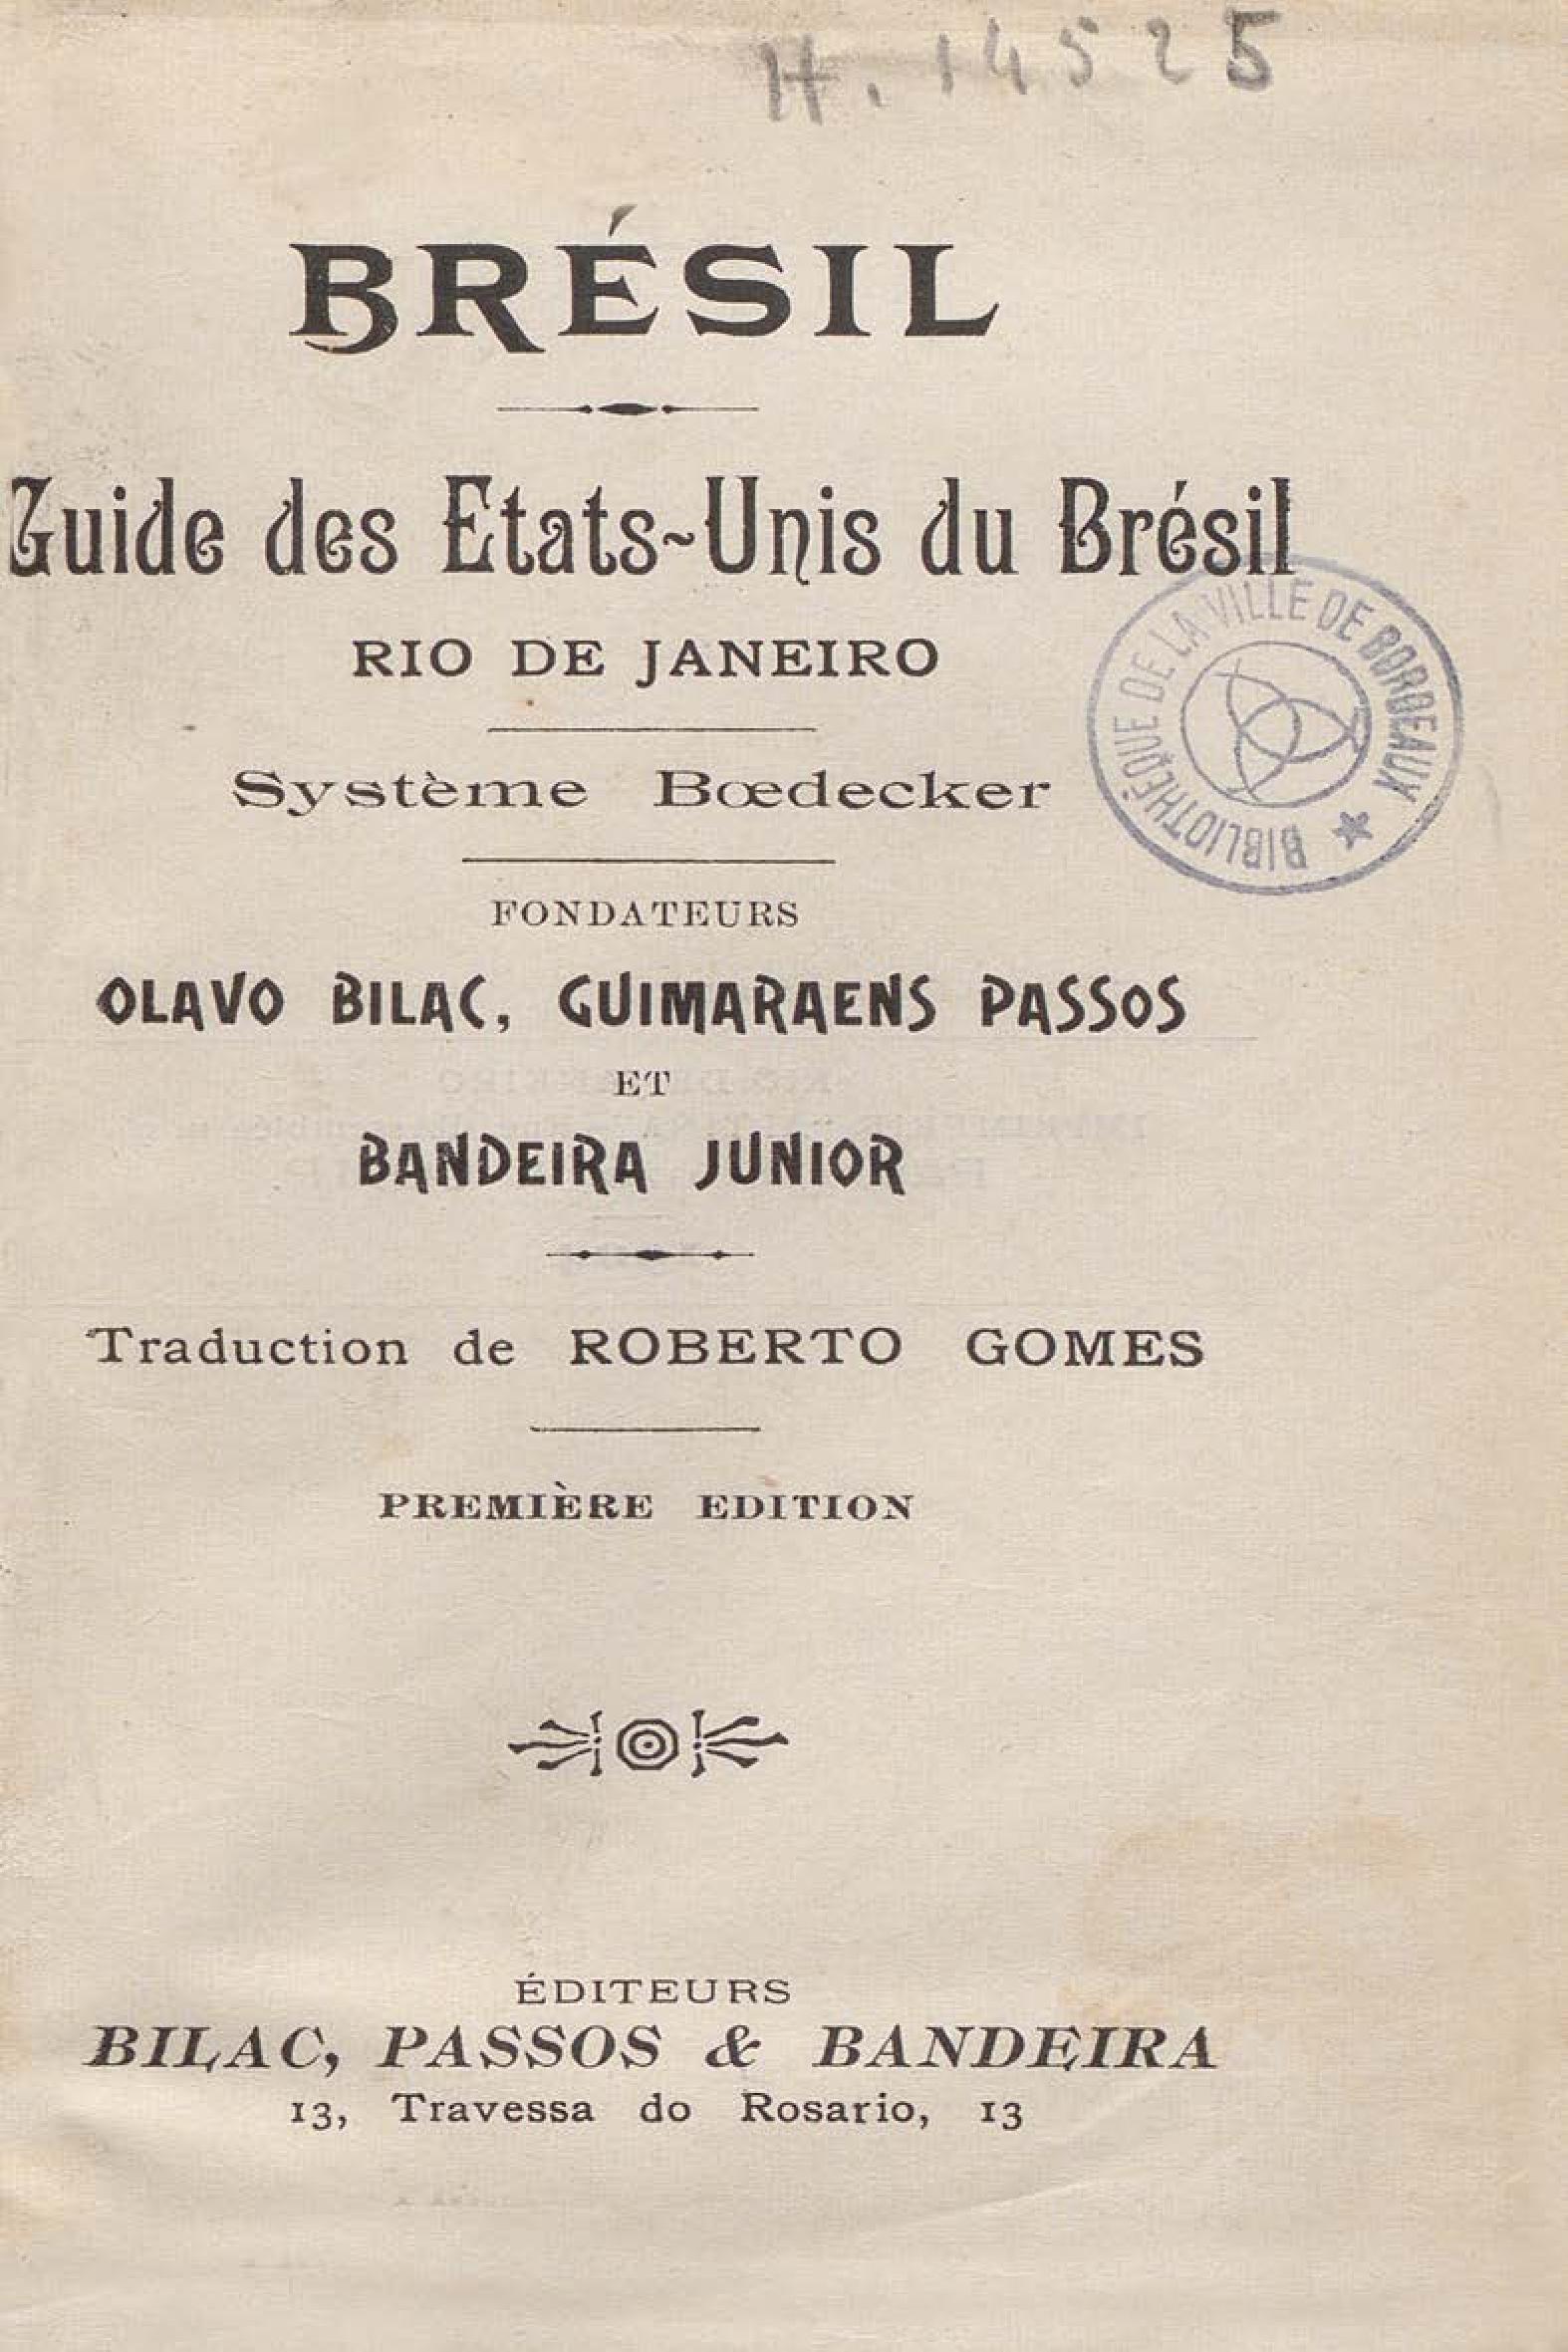 H. 14525
BRÉSIL
Guide des Etats-Unis du Brésil
RIO DE JANEIRO
BIBLIOTHÈQUE DE LA VILLE DE BORDEAUX
Système Bœdecker
FONDATEURS
OLAVO BILAC, GUIMARAENS PASSOS
ET
BANDEIRA JUNIOR
Traduction de ROBERTO GOMES
PREMIÈRE EDITION
ÉDITEURS
BILAC, PASSOS & BANDEIRA
13, Travessa do Rosario, 13